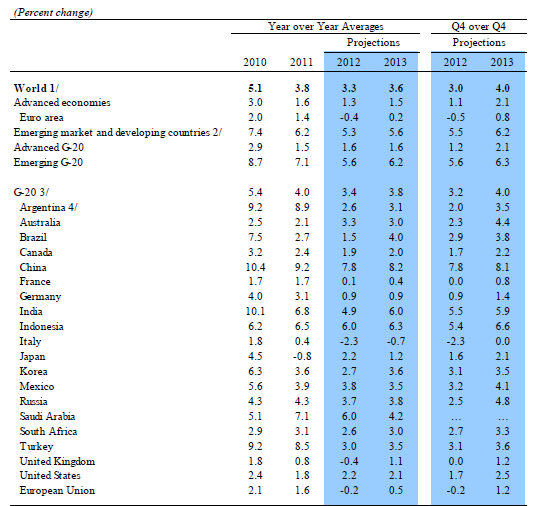 (Percent change)
Year over Year Averages Q4 over Q4
Projections Projections
2010 2011 2012 2013 2012 2013
World 1/ 5.1 3.8 3.3 3.6 3.0 4.0
Advanced economies 3.0 1.6 1.3 1.5 1.1 2.1
Euro area 2.0 1.4 -0.4 0.2 -0.5 0.8
Emerging market and developing countries 2/ 7.4 6.2 5.3 5.6 5.5 6.2
Advanced G-20 2.9 1.5 1.6 1.6 1.2 2.1
Emerging G-20 8.7 7.1 5.6 6.2 5.6 6.3
G-20 3/ 5.4 4.0 3.4 3.8 3.2 4.0
Argentina 4/ 9.2 8.9 2.6 3.1 2.0 3.5
Australia 2.5 2.1 3.3 3.0 2.3 4.4
Brazil 7.5 2.7 1.5 4.0 2.9 3.8
Canada 3.2 2.4 1.9 2.0 1.7 2.2
China 10.4 9.2 7.8 8.2 7.8 8.1
France 1.7 1.7 0.1 0.4 0.0 0.8
Germany 4.0 3.1 0.9 0.9 0.9 1.4
India 10.1 6.8 4.9 6.0 5.5 5.9
Indonesia 6.2 6.5 6.0 6.3 5.4 6.6
Italy 1.8 0.4 -2.3 -0.7 -2.3 0.0
Japan 4.5 -0.8 2.2 1.2 1.6 2.1
Korea 6.3 3.6 2.7 3.6 3.1 3.5
Mexico 5.6 3.9 3.8 3.5 3.2 4.1
Russia 4.3 4.3 3.7 3.8 2.5 4.8
Saudi Arabia 5.1 7.1 6.0 4.2 ... ...
South Africa 2.9 3.1 2.6 3.0 2.7 3.3
Turkey 9.2 8.5 3.0 3.5 3.1 3.6
United Kingdom 1.8 0.8 -0.4 1.1 0.0 1.2
United States 2.4 1.8 2.2 2.1 1.7 2.5
European Union 2.1 1.6 -0.2 0.5 -0.2 1.2